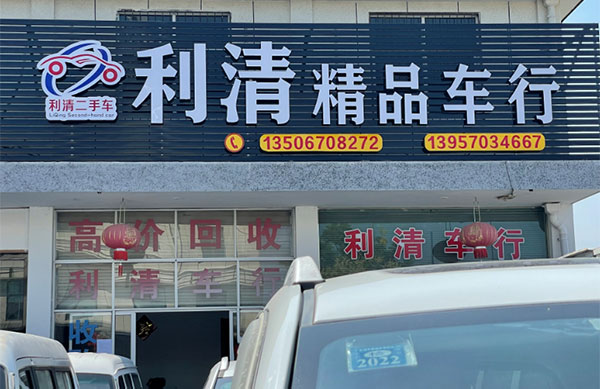 利清精品车行
利清二手车
LiQing Second-hand car
13506708272 13957034667
高价回收
利清车行
利清车行
收
2022